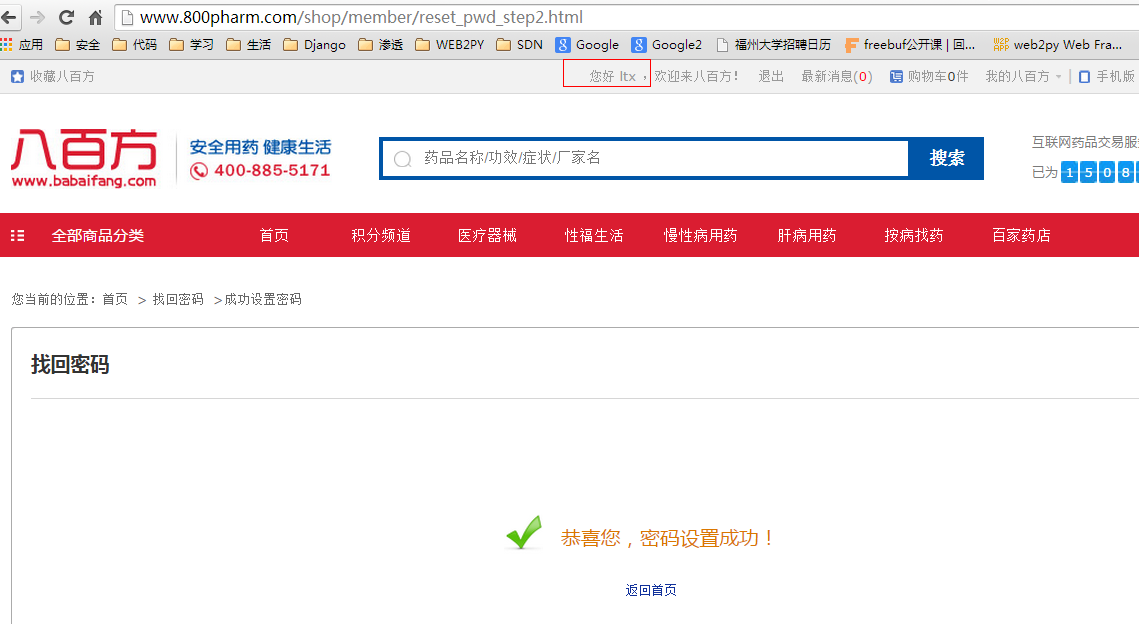 www.800pharm.com/shop/member/reset_pwd_step2.html
应用 安全 代码 学习 生活 Django 渗透 WEB2PY SDN Google Google2 福州大学招聘日历 freebuf公开课 | 回... web2py Web Fra...
收藏八百方 您好 ltx , 欢迎来八百方! 退出 最新消息(0) 购物车0件 我的八百方 手机版
八百方
www.babaifang.com
安全用药 健康生活
400-885-5171
药品名称/功效/症状/厂家名 搜索
互联网药品交易服
已为 1 5 0 8
全部商品分类 首页 积分频道 医疗器械 性福生活 慢性病用药 肝病用药 按病找药 百家药店
您当前的位置: 首页 > 找回密码 > 成功设置密码
找回密码
恭喜您，密码设置成功！
返回首页